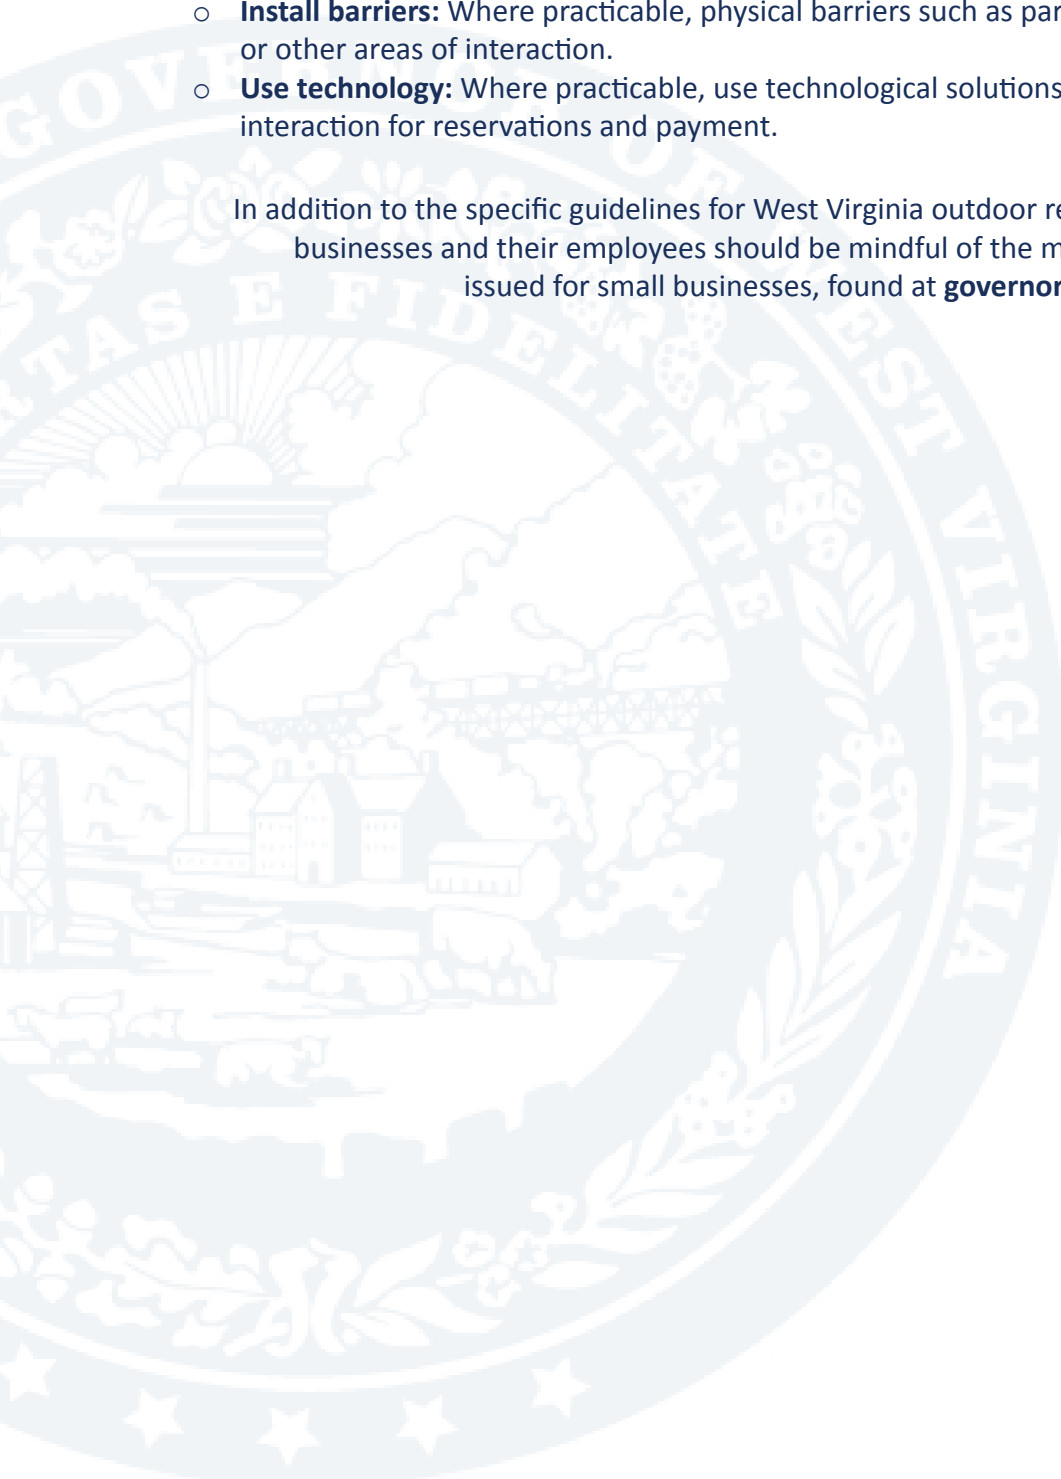 ○ Install barriers: Where practicable, physical barriers such as par
or other areas of interaction.
○ Use technology: Where practicable, use technological solutions
interaction for reservations and payment.
In addition to the specific guidelines for West Virginia outdoor re
businesses and their employees should be mindful of the m
issued for small businesses, found at governor
GOVERNOR OF WEST VIRGINIA
RTAS E FIDELITATE